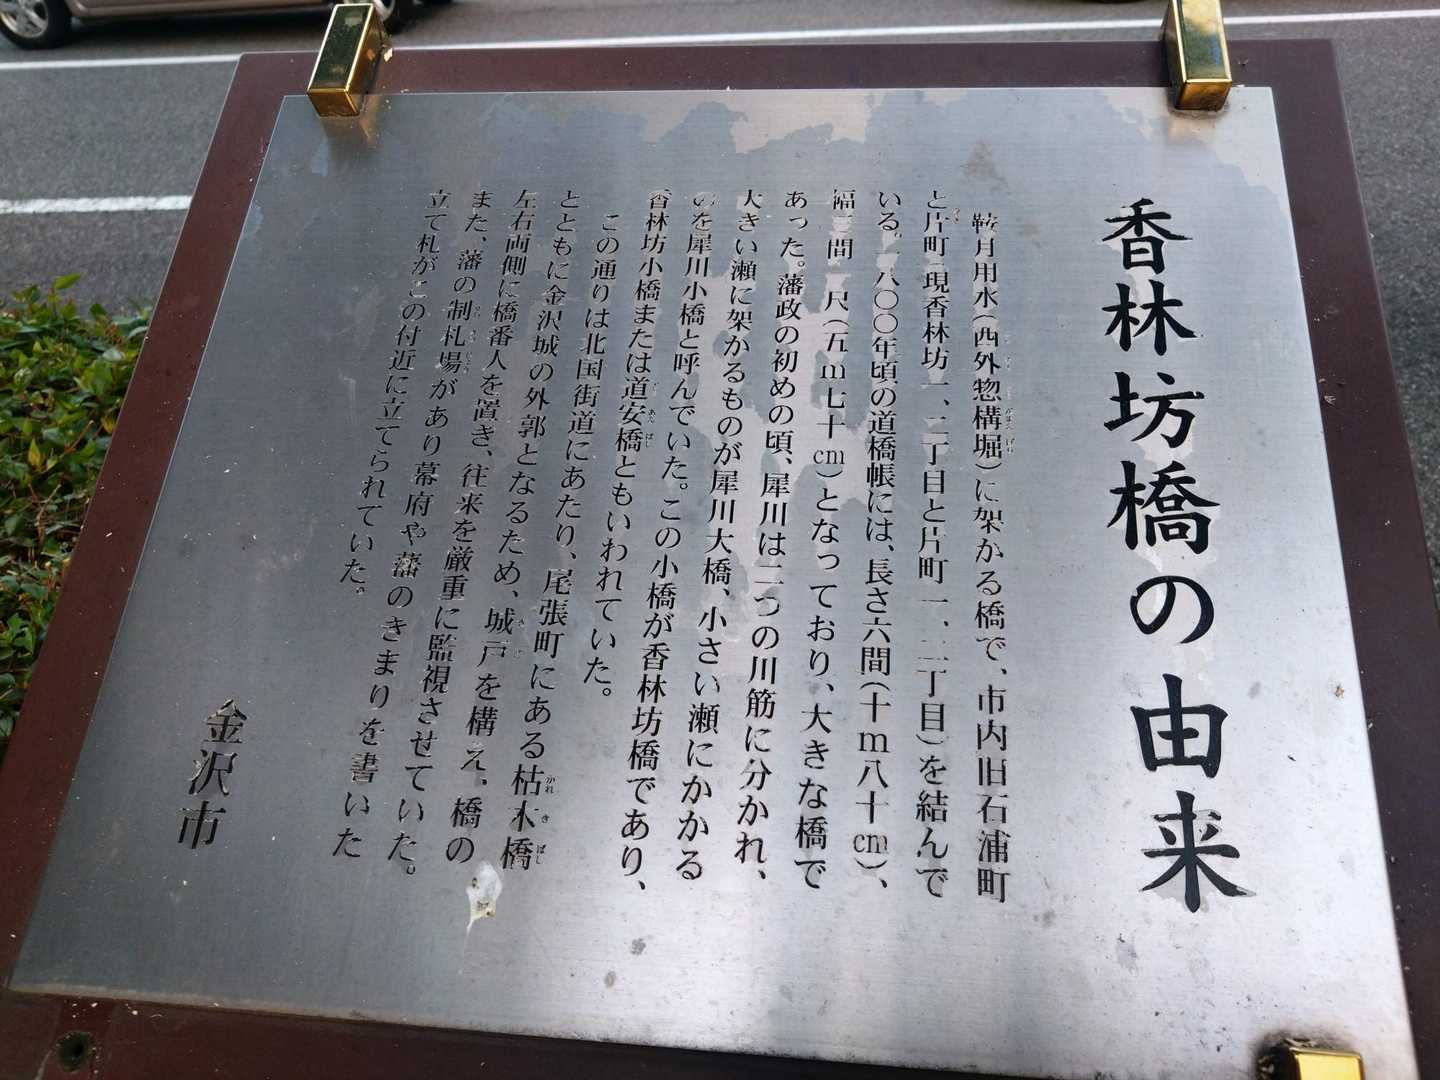 香林坊橋の由来
鞍月用水(西外惣構堀)に架かる橋で、市内旧石浦町
と片町(現香林坊一、二丁目と片町一、二丁目)を結んで
いる。一八〇〇年頃の道橋帳には、長さ六間(十m八十cm)、
幅三間一尺(五m七十cm)となっており、大きな橋で
あった。藩政の初めの頃、犀川は二つの川筋に分かれ、
大きい瀬に架かるものが犀川大橋、小さい瀬にかかる
のを犀川小橋と呼んでいた。この小橋が香林坊橋であり、
香林坊小橋または道安橋ともいわれていた。
この通りは北国街道にあたり、尾張町にある枯木橋
とともに金沢城の外郭となるため、城戸を構え、橋の
左右両側に橋番人を置き、往来を厳重に監視させていた。
また、藩の制札場があり幕府や藩のきまりを書いた
立て札がこの付近に立てられていた。
金沢市